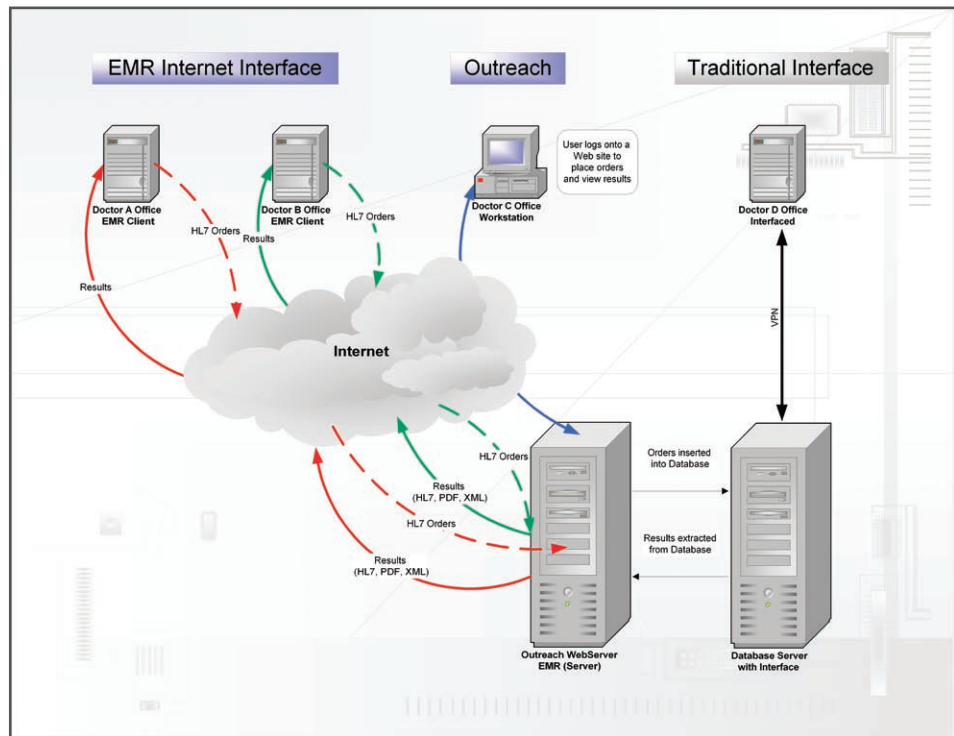 EMR Internet Interface
Outreach
Traditional Interface
User logs onto a
Web site to
place orders
and view results
Doctor A Office
EMR Client
Doctor B Office
EMR Client
Doctor C Office
Workstation
Doctor D Office
Interfaced
HL7 Orders
Results
HL7 Orders
Results
VPN
Internet
HL7 Orders
Results
(HL7, PDF, XML)
HL7 Orders
Results
(HL7, PDF, XML)
Orders inserted
into Database
Results extracted
from Database
Outreach WebServer
EMR (Server)
Database Server
with Interface